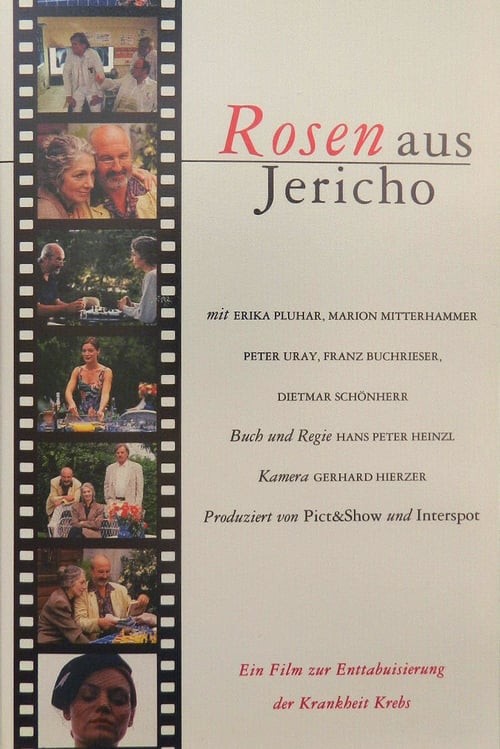 Rosen aus
Jericho
mit ERIKA PLUHAR, MARION MITTERHAMMER
PETER URAY, FRANZ BUCHRIESER,
DIETMAR SCHÖNHERR
Buch und Regie HANS PETER HEINZL
Kamera GERHARD HIERZER
Produziert von Pict&Show und Interspot
Ein Film zur Enttabuisierung
der Krankheit Krebs